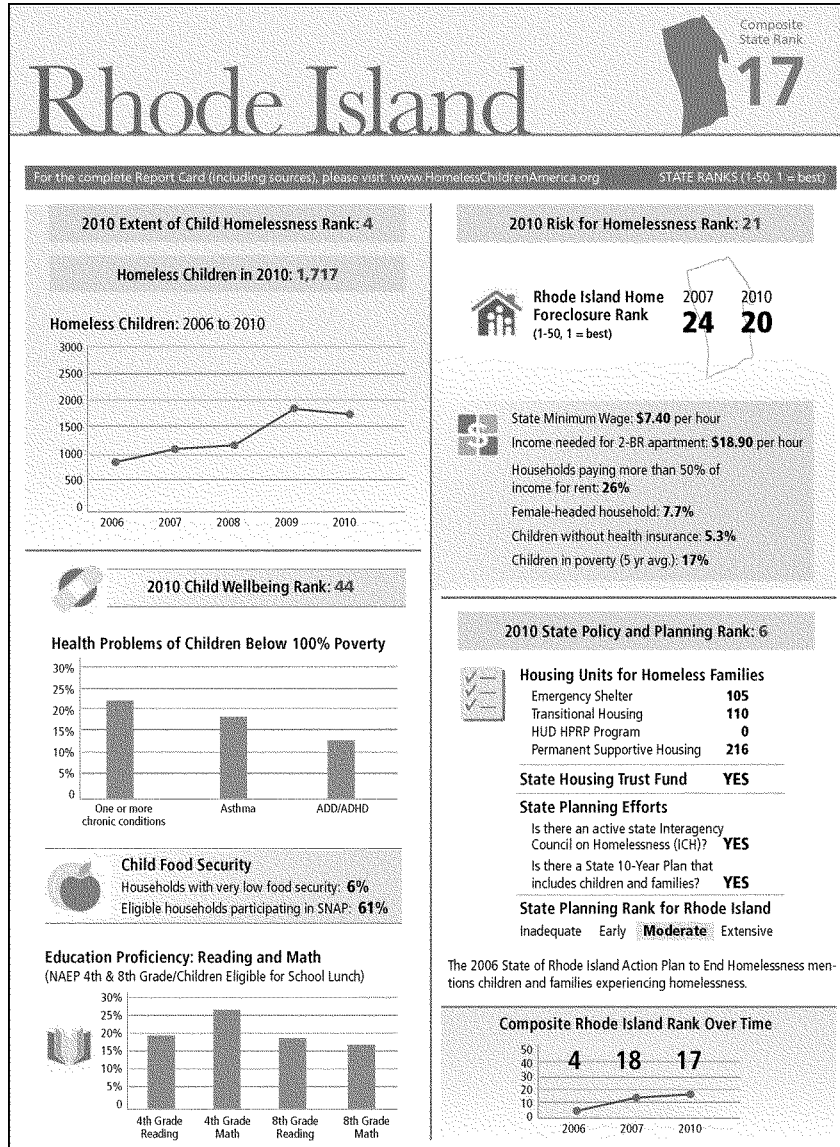 Composite
State Rank
17
Rhode Island
For the complete Report Card (including sources), please visit: www.HomelessChildrenAmerica.org STATE RANKS (1-50, 1 = best)
2010 Extent of Child Homelessness Rank: 4
Homeless Children in 2010: 1,717
Homeless Children: 2006 to 2010
3000
2500
2000
1500
1000
500
0
2006 2007 2008 2009 2010
2010 Child Wellbeing Rank: 44
Health Problems of Children Below 100% Poverty
30%
25%
20%
15%
10%
5%
0
One or more
chronic conditions
Asthma
ADD/ADHD
Child Food Security
Households with very low food security: 6%
Eligible households participating in SNAP: 61%
Education Proficiency: Reading and Math
(NAEP 4th & 8th Grade/Children Eligible for School Lunch)
30%
25%
20%
15%
10%
5%
0
4th Grade
Reading
4th Grade
Math
8th Grade
Reading
8th Grade
Math
2010 Risk for Homelessness Rank: 21
Rhode Island Home
Foreclosure Rank
(1-50, 1 = best)
2007 2010
24 20
$
State Minimum Wage: $7.40 per hour
Income needed for 2-BR apartment: $18.90 per hour
Households paying more than 50% of
income for rent: 26%
Female-headed household: 7.7%
Children without health insurance: 5.3%
Children in poverty (5 yr avg.): 17%
2010 State Policy and Planning Rank: 6
Housing Units for Homeless Families
Emergency Shelter 105
Transitional Housing 110
HUD HPRP Program 0
Permanent Supportive Housing 216
State Housing Trust Fund YES
State Planning Efforts
Is there an active state Interagency
Council on Homelessness (ICH)? YES
Is there a State 10-Year Plan that
includes children and families? YES
State Planning Rank for Rhode Island
Inadequate Early Moderate Extensive
The 2006 State of Rhode Island Action Plan to End Homelessness men-
tions children and families experiencing homelessness.
Composite Rhode Island Rank Over Time
50
40
30
20
10
0
4 18 17
2006 2007 2010